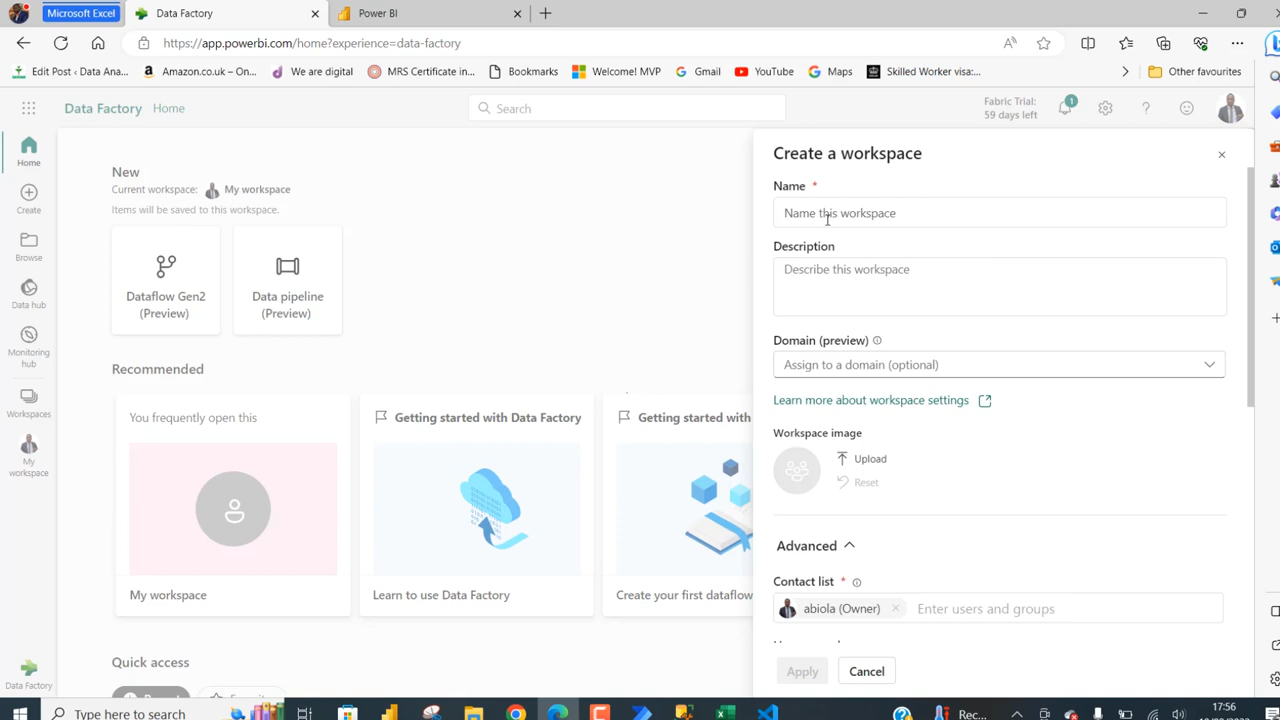 Microsoft Excel
Data Factory
Power BI
https://app.powerbi.com/home?experience=data-factory
Edit Post ‹ Data Ana...
Amazon.co.uk – On...
We are digital
MRS Certificate in...
Bookmarks
Welcome! MVP
Gmail
YouTube
Maps
Skilled Worker visa:...
Other favourites
Data Factory Home
Search
Fabric Trial:
59 days left
1
Home
Create
Browse
Data hub
Monitoring
hub
Workspaces
My
workspace
Data Factory
New
Current workspace: My workspace
Items will be saved to this workspace.
Dataflow Gen2
(Preview)
Data pipeline
(Preview)
Recommended
You frequently open this
My workspace
Getting started with Data Factory
Learn to use Data Factory
Getting started with
Create your first dataflow
Quick access
Create a workspace
Name *
Name this workspace
Description
Describe this workspace
Domain (preview)
Assign to a domain (optional)
Learn more about workspace settings
Workspace image
Upload
Reset
Advanced
Contact list *
abiola (Owner)
Enter users and groups
Apply
Cancel
Type here to search
Rec...
17:56